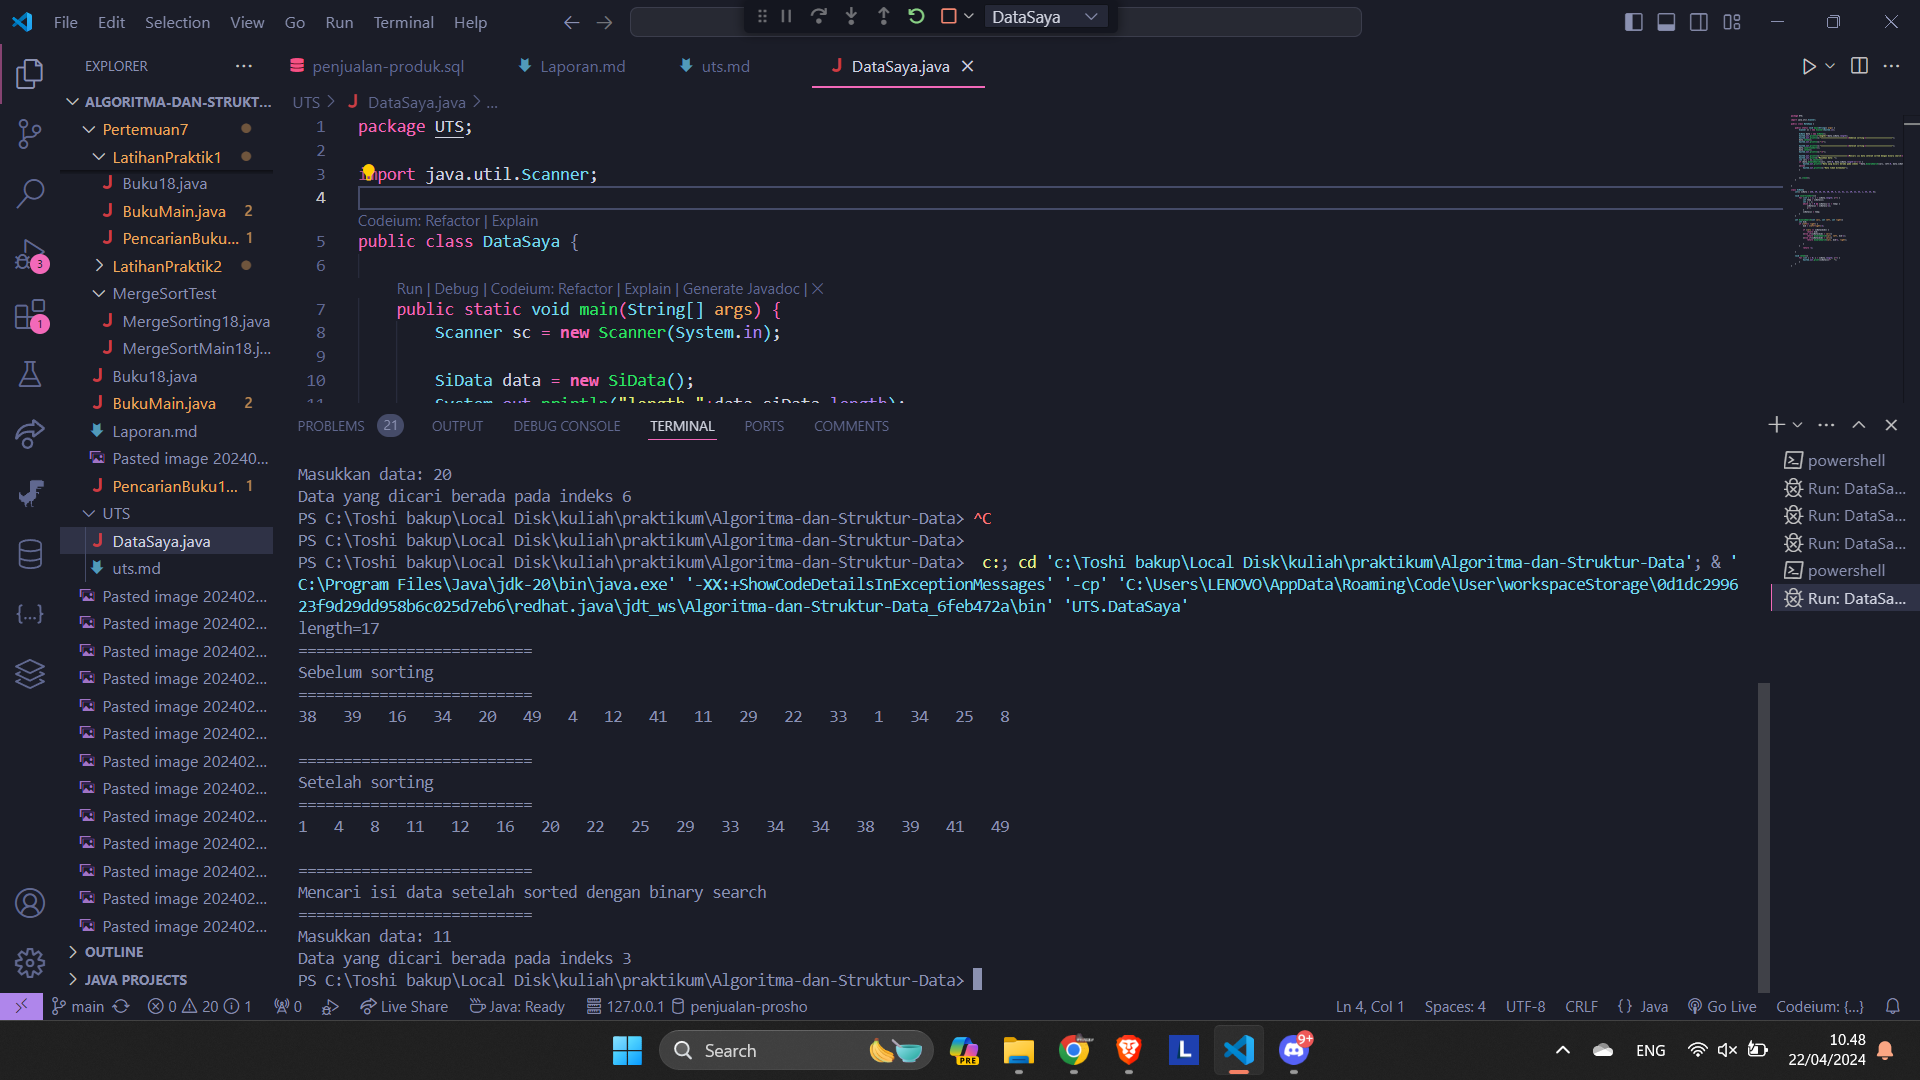 File Edit Selection View Go Run Terminal Help
DataSaya
EXPLORER
penjualan-produk.sql
Laporan.md
uts.md
DataSaya.java
ALGORITMA-DAN-STRUKT...
Pertemuan7
LatihanPraktik1
Buku18.java
BukuMain.java 2
PencarianBuku... 1
LatihanPraktik2
MergeSortTest
MergeSorting18.java
MergeSortMain18.j...
Buku18.java
BukuMain.java 2
Laporan.md
Pasted image 20240...
PencarianBuku1... 1
UTS
DataSaya.java
uts.md
Pasted image 202402...
Pasted image 202402...
Pasted image 202402...
Pasted image 202402...
Pasted image 202402...
Pasted image 202402...
Pasted image 202402...
Pasted image 202402...
Pasted image 202402...
Pasted image 202402...
Pasted image 202402...
Pasted image 202402...
Pasted image 202402...
OUTLINE
JAVA PROJECTS
3
1
UTS > DataSaya.java > ...
1 package UTS;
2
3 import java.util.Scanner;
4
Codeium: Refactor | Explain
5 public class DataSaya {
6
Run | Debug | Codeium: Refactor | Explain | Generate Javadoc | X
7 public static void main(String[] args) {
8 Scanner sc = new Scanner(System.in);
9
10 SiData data = new SiData();
11 System.out.println("length="+data.siData.length);
PROBLEMS 21 OUTPUT DEBUG CONSOLE TERMINAL PORTS COMMENTS
Masukkan data: 20
Data yang dicari berada pada indeks 6
PS C:\Toshi bakup\Local Disk\kuliah\praktikum\Algoritma-dan-Struktur-Data> ^C
PS C:\Toshi bakup\Local Disk\kuliah\praktikum\Algoritma-dan-Struktur-Data>
PS C:\Toshi bakup\Local Disk\kuliah\praktikum\Algoritma-dan-Struktur-Data>  c:; cd 'c:\Toshi bakup\Local Disk\kuliah\praktikum\Algoritma-dan-Struktur-Data'; & '
C:\Program Files\Java\jdk-20\bin\java.exe' '-XX:+ShowCodeDetailsInExceptionMessages' '-cp' 'C:\Users\LENOVO\AppData\Roaming\Code\User\workspaceStorage\0d1dc2996
23f9d29dd958b6c025d7eb6\redhat.java\jdt_ws\Algoritma-dan-Struktur-Data_6feb472a\bin' 'UTS.DataSaya'
length=17
==========================
Sebelum sorting
==========================
38 39 16 34 20 49 4 12 41 11 29 22 33 1 34 25 8
==========================
Setelah sorting
==========================
1 4 8 11 12 16 20 22 25 29 33 34 34 38 39 41 49
==========================
Mencari isi data setelah sorted dengan binary search
==========================
Masukkan data: 11
Data yang dicari berada pada indeks 3
PS C:\Toshi bakup\Local Disk\kuliah\praktikum\Algoritma-dan-Struktur-Data>
powershell
Run: DataSa...
Run: DataSa...
Run: DataSa...
powershell
Run: DataSa...
main 0 20 1 0 Live Share Java: Ready 127.0.0.1 penjualan-prosho Ln 4, Col 1 Spaces: 4 UTF-8 CRLF {} Java Go Live Codeium: {...}
Search
PRE
L
9+
ENG
10.48
22/04/2024